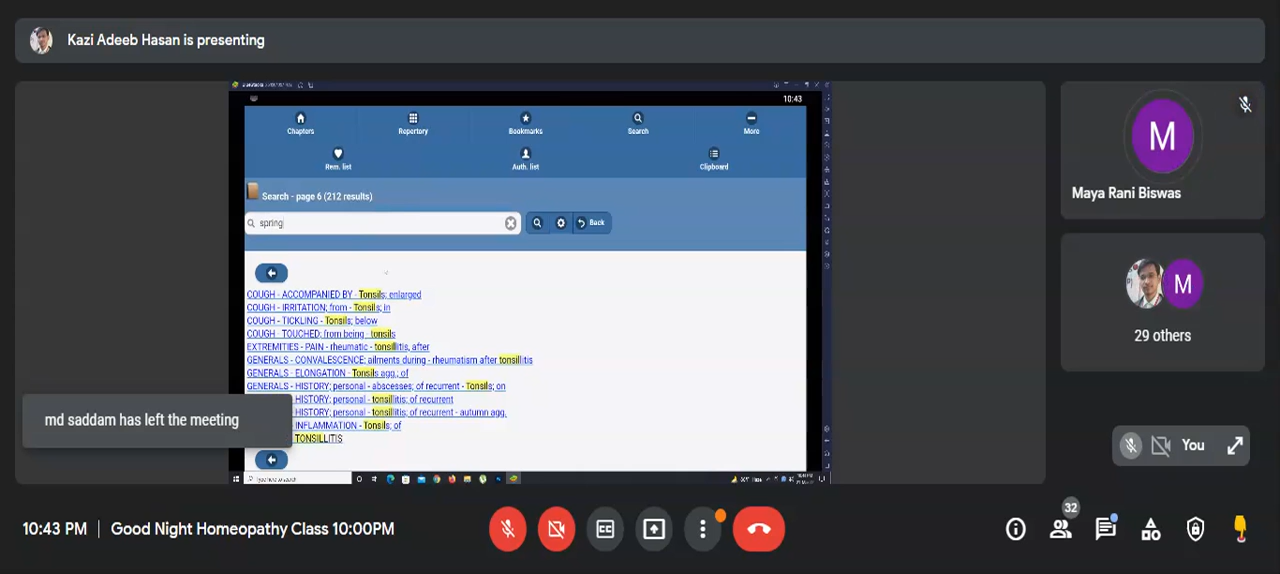 Kazi Adeeb Hasan is presenting
10:43
Chapters
Repertory
Bookmarks
Search
More
Rem. list
Auth. list
Clipboard
Search - page 6 (212 results)
spring
Back
COUGH - ACCOMPANIED BY - Tonsils; enlarged
COUGH - IRRITATION; from - Tonsils; in
COUGH - TICKLING - Tonsils; below
COUGH - TOUCHED; from being - tonsils
EXTREMITIES - PAIN - rheumatic - tonsillitis, after
GENERALS - CONVALESCENCE; ailments during - rheumatism after tonsillitis
GENERALS - ELONGATION - Tonsils agg.; of
GENERALS - HISTORY; personal - abscesses; of recurrent - Tonsils; on
HISTORY; personal - tonsillitis; of recurrent
HISTORY; personal - tonsillitis; of recurrent - autumn agg.
INFLAMMATION - Tonsils; of
TONSILLITIS
Type here to search
M
Maya Rani Biswas
M
29 others
You
md saddam has left the meeting
10:43 PM | Good Night Homeopathy Class 10:00PM
32